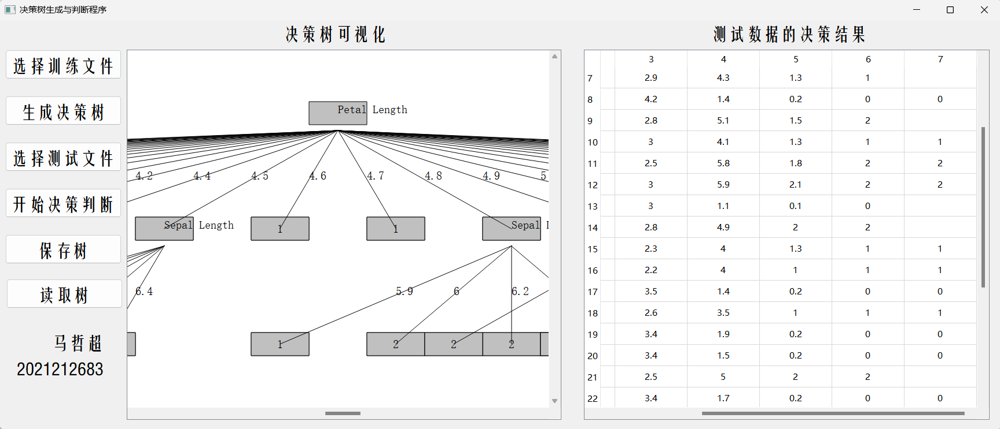 决策树生成与判断程序
决策树可视化
测试数据的决策结果
选择训练文件
生成决策树
选择测试文件
开始决策判断
保存树
读取树
马哲超
2021212683
Petal Length
4.2 4.4 4.5 4.6 4.7 4.8 4.9 5
Sepal Length 1 1 Sepal
6.4 5.9 6 6.2
1 2 2 2
3 4 5 6 7
7 2.9 4.3 1.3 1
8 4.2 1.4 0.2 0 0
9 2.8 5.1 1.5 2
10 3 4.1 1.3 1 1
11 2.5 5.8 1.8 2 2
12 3 5.9 2.1 2 2
13 3 1.1 0.1 0
14 2.8 4.9 2 2
15 2.3 4 1.3 1 1
16 2.2 4 1 1 1
17 3.5 1.4 0.2 0 0
18 2.6 3.5 1 1 1
19 3.4 1.9 0.2 0 0
20 3.4 1.5 0.2 0 0
21 2.5 5 2 2
22 3.4 1.7 0.2 0 0